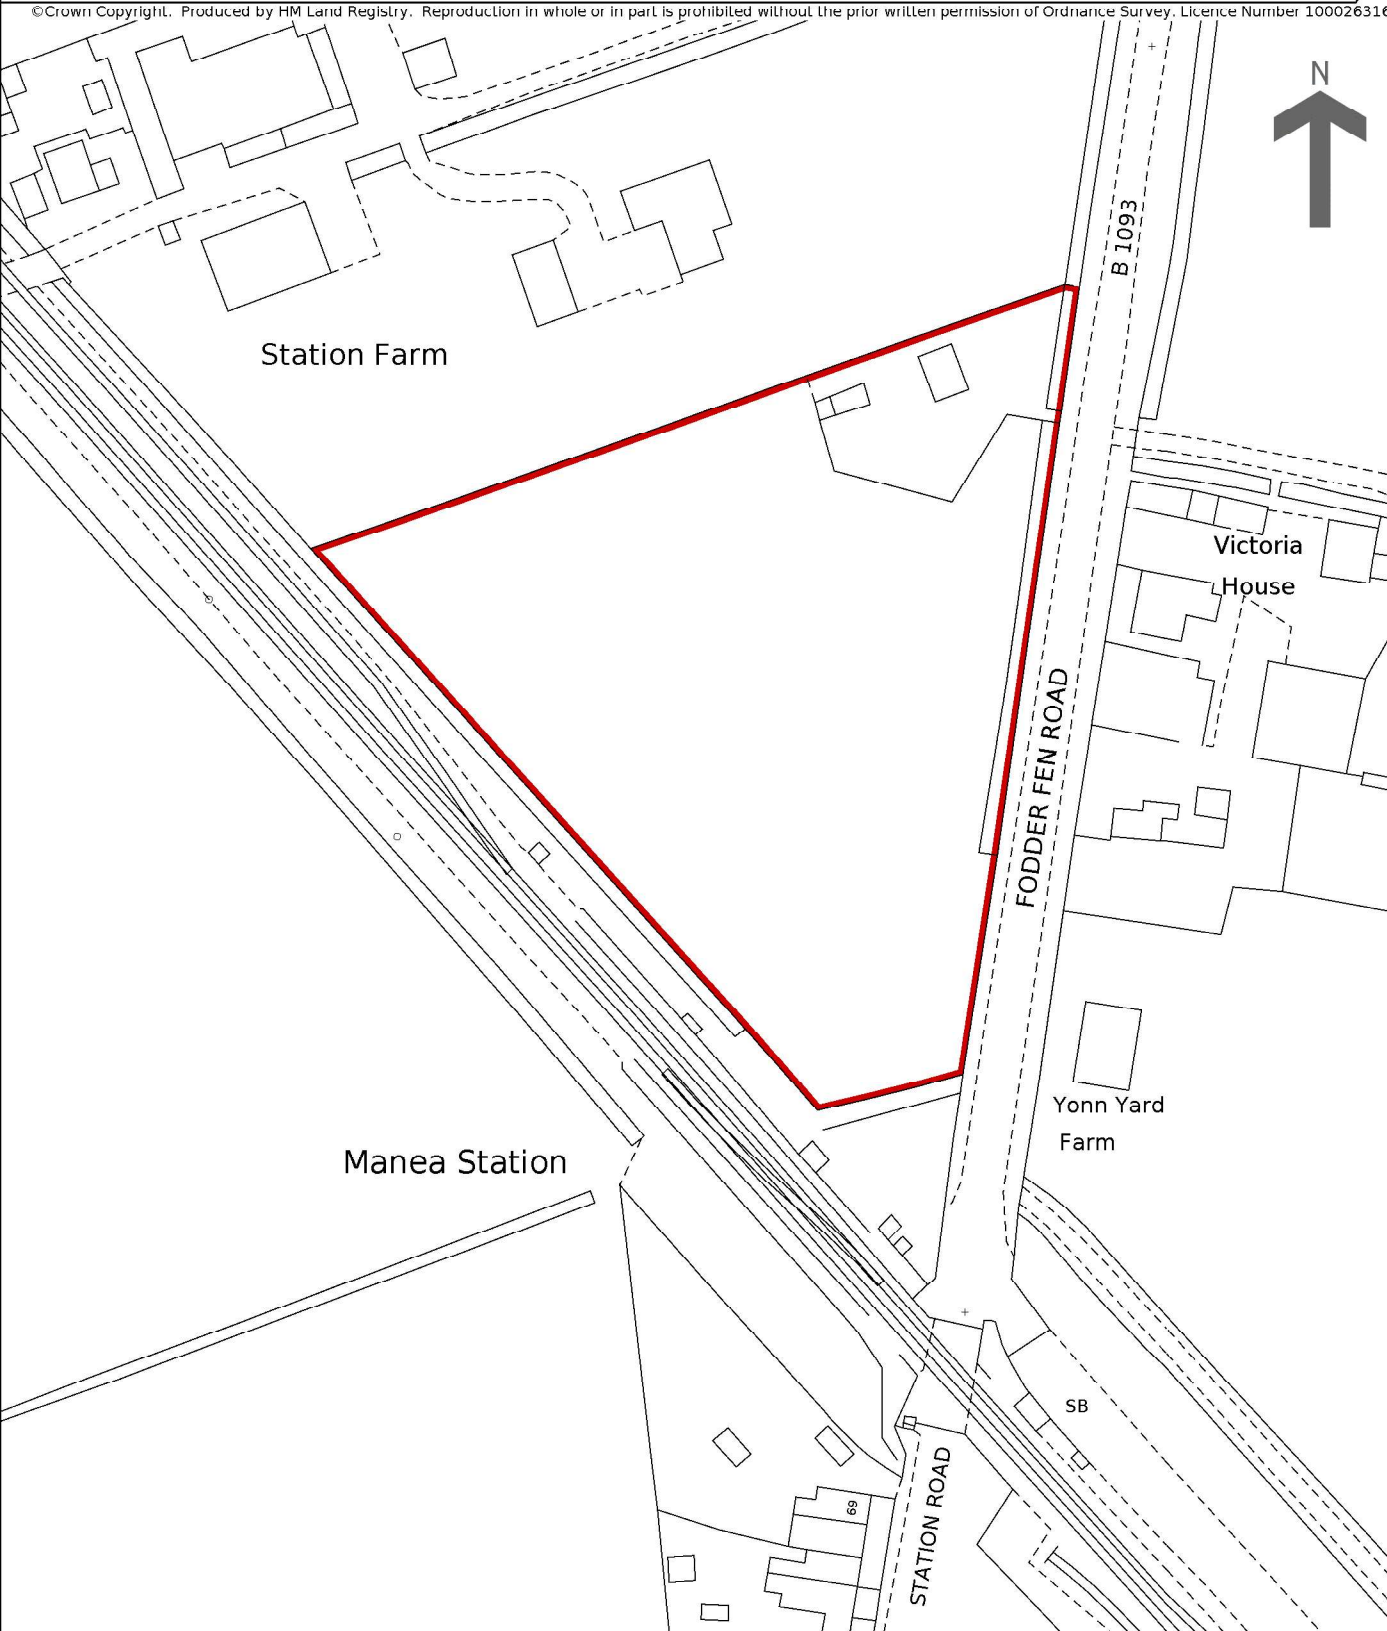 ©Crown Copyright. Produced by HM Land Registry. Reproduction in whole or in part is prohibited without the prior written permission of Ordnance Survey. Licence Number 100026316
N
B 1093
Station Farm
Victoria
House
FODDER FEN ROAD
Yonn Yard
Farm
Manea Station
SB
STATION ROAD
69